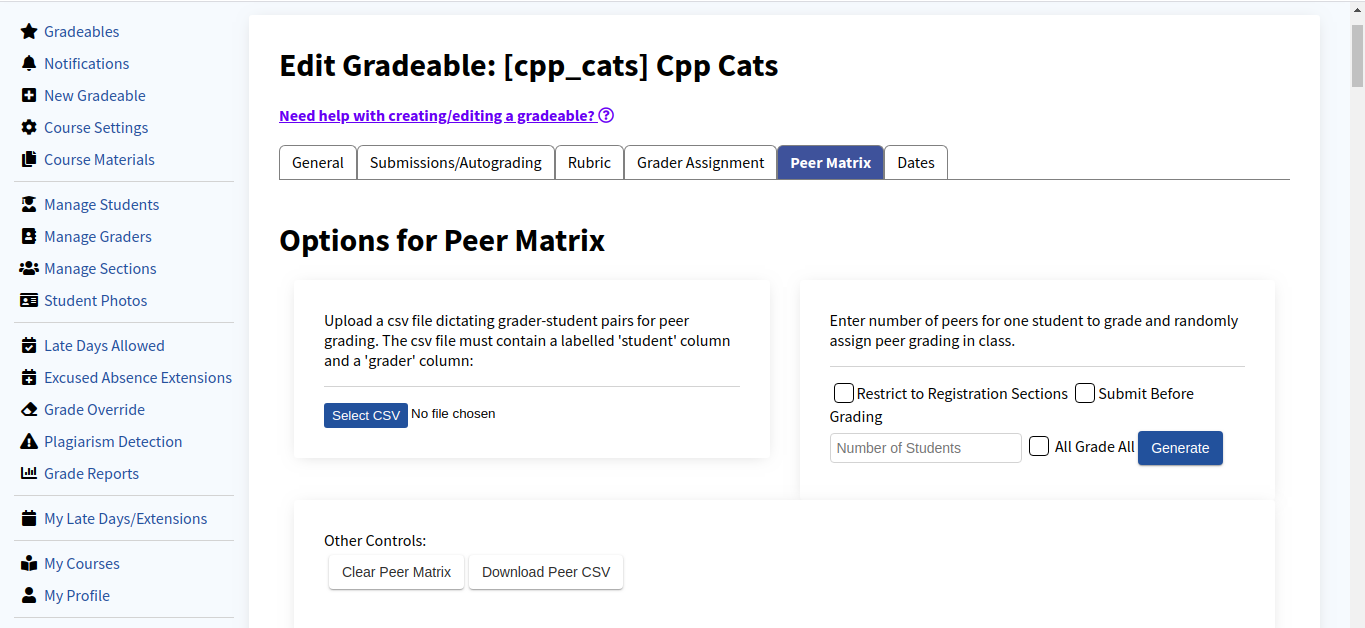 Gradeables
Notifications
New Gradeable
Course Settings
Course Materials
Manage Students
Manage Graders
Manage Sections
Student Photos
Late Days Allowed
Excused Absence Extensions
Grade Override
Plagiarism Detection
Grade Reports
My Late Days/Extensions
My Courses
My Profile
Edit Gradeable: [cpp_cats] Cpp Cats
Need help with creating/editing a gradeable?
General Submissions/Autograding Rubric Grader Assignment Peer Matrix Dates
Options for Peer Matrix
Upload a csv file dictating grader-student pairs for peer
grading. The csv file must contain a labelled 'student' column
and a 'grader' column:
Select CSV No file chosen
Enter number of peers for one student to grade and randomly
assign peer grading in class.
Restrict to Registration Sections Submit Before
Grading
Number of Students All Grade All Generate
Other Controls:
Clear Peer Matrix Download Peer CSV